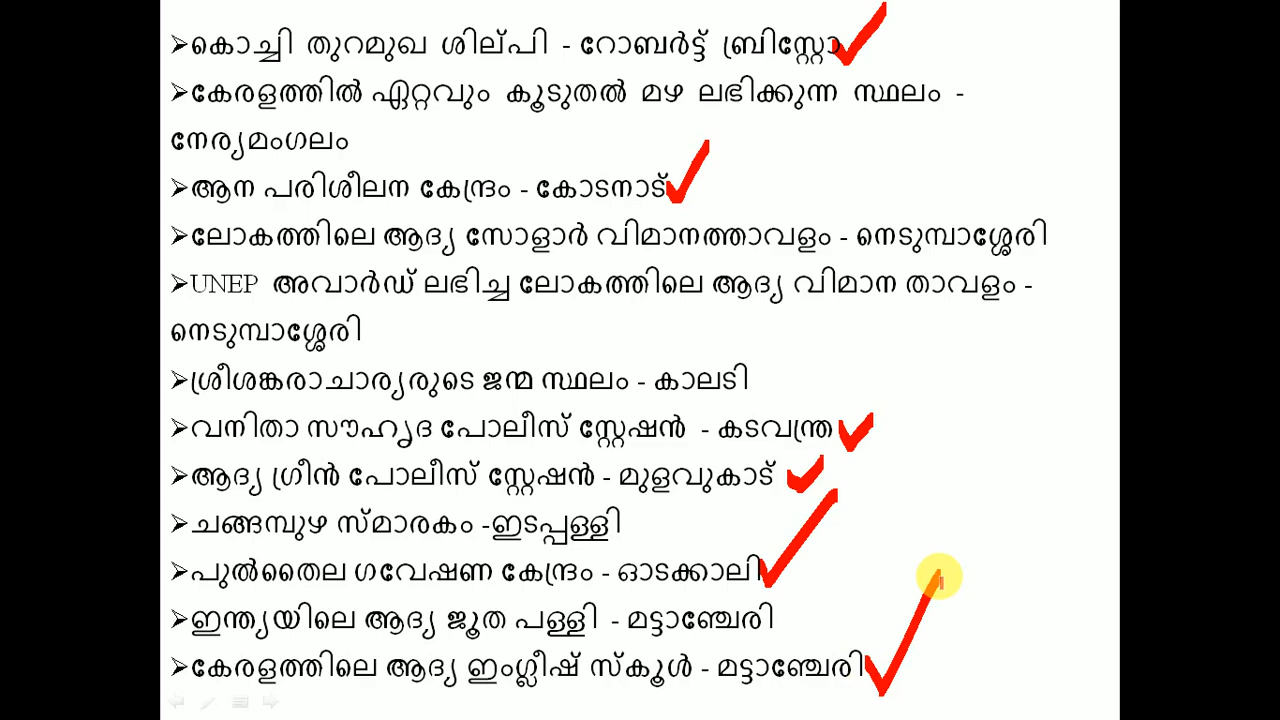 ➢കൊച്ചി തുറമുഖ ശില്പി - റോബർട്ട് ബ്രിസ്റ്റോ
➢കേരളത്തിൽ ഏറ്റവും കൂടുതൽ മഴ ലഭിക്കുന്ന സ്ഥലം -
നേര്യമംഗലം
➢ആന പരിശീലന കേന്ദ്രം - കോടനാട്
➢ലോകത്തിലെ ആദ്യ സോളാർ വിമാനത്താവളം - നെടുമ്പാശ്ശേരി
➢UNEP അവാർഡ് ലഭിച്ച ലോകത്തിലെ ആദ്യ വിമാന താവളം -
നെടുമ്പാശ്ശേരി
➢ശ്രീശങ്കരാചാര്യരുടെ ജന്മ സ്ഥലം - കാലടി
➢വനിതാ സൗഹൃദ പോലീസ് സ്റ്റേഷൻ - കടവന്ത്ര
➢ആദ്യ ഗ്രീൻ പോലീസ് സ്റ്റേഷൻ - മുളവുകാട്
➢ചങ്ങമ്പുഴ സ്മാരകം -ഇടപ്പള്ളി
➢പുൽതൈല ഗവേഷണ കേന്ദ്രം - ഓടക്കാലി
➢ഇന്ത്യയിലെ ആദ്യ ജൂത പള്ളി - മട്ടാഞ്ചേരി
➢കേരളത്തിലെ ആദ്യ ഇംഗ്ലീഷ് സ്കൂൾ - മട്ടാഞ്ചേരി